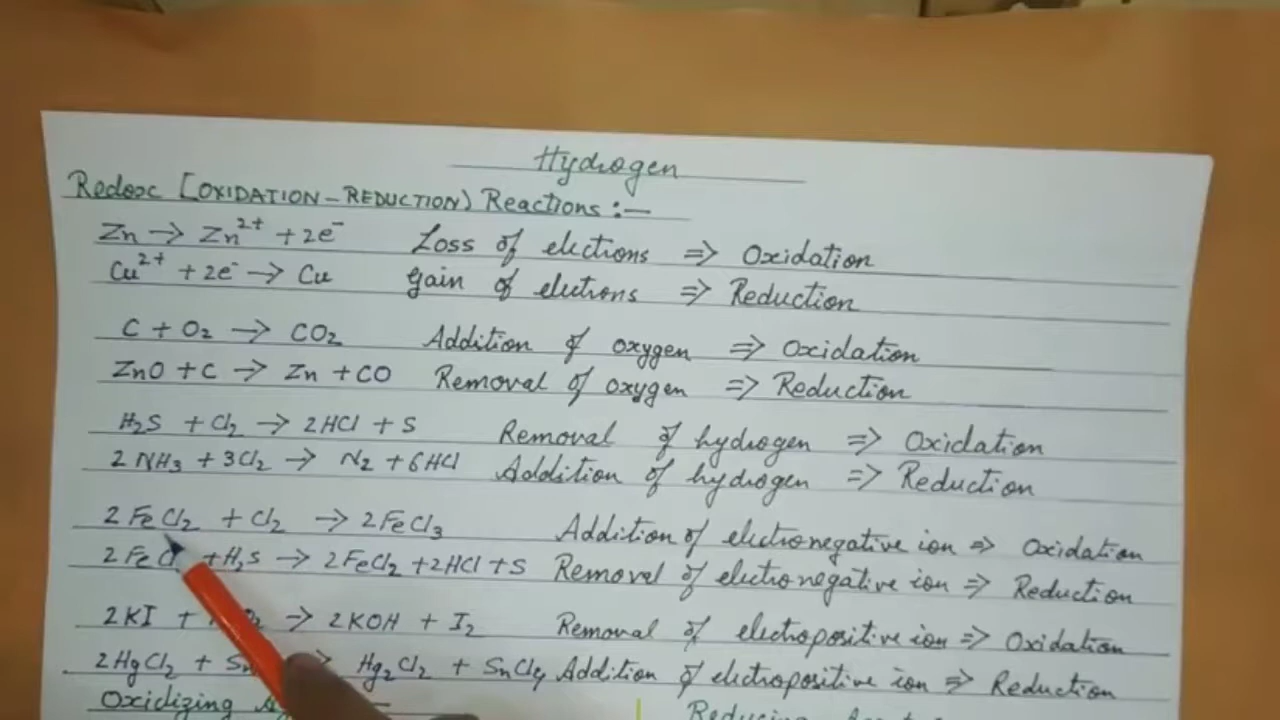 Hydrogen
Redox [OXIDATION-REDUCTION) Reactions :-
Zn → Zn²⁺ + 2e⁻ Loss of elections ⇒ Oxidation
Cu²⁺ + 2e⁻ → Cu gain of elutrons ⇒ Reduction
C + O₂ → CO₂ Addition of oxygen ⇒ Oxidation
ZnO + C → Zn + CO Removal of oxygen ⇒ Reduction
H₂S + Cl₂ → 2HCl + S Removal of hydrogen ⇒ Oxidation
2NH₃ + 3Cl₂ → N₂ + 6HCl Addition of hydrogen ⇒ Reduction
2FeCl₂ + Cl₂ → 2FeCl₃ Addition of electronegative ion ⇒ Oxidation
2FeC + H₂S → 2FeCl₂ + 2HCl + S Removal of electronegative ion ⇒ Reduction
2KI + → 2KOH + I₂ Removal of electropositive ion ⇒ Oxidation
2HgCl₂ + Sn → Hg₂Cl₂ + SnCl₄ Addition of electropositive ion ⇒ Reduction
Oxidizing Reducing